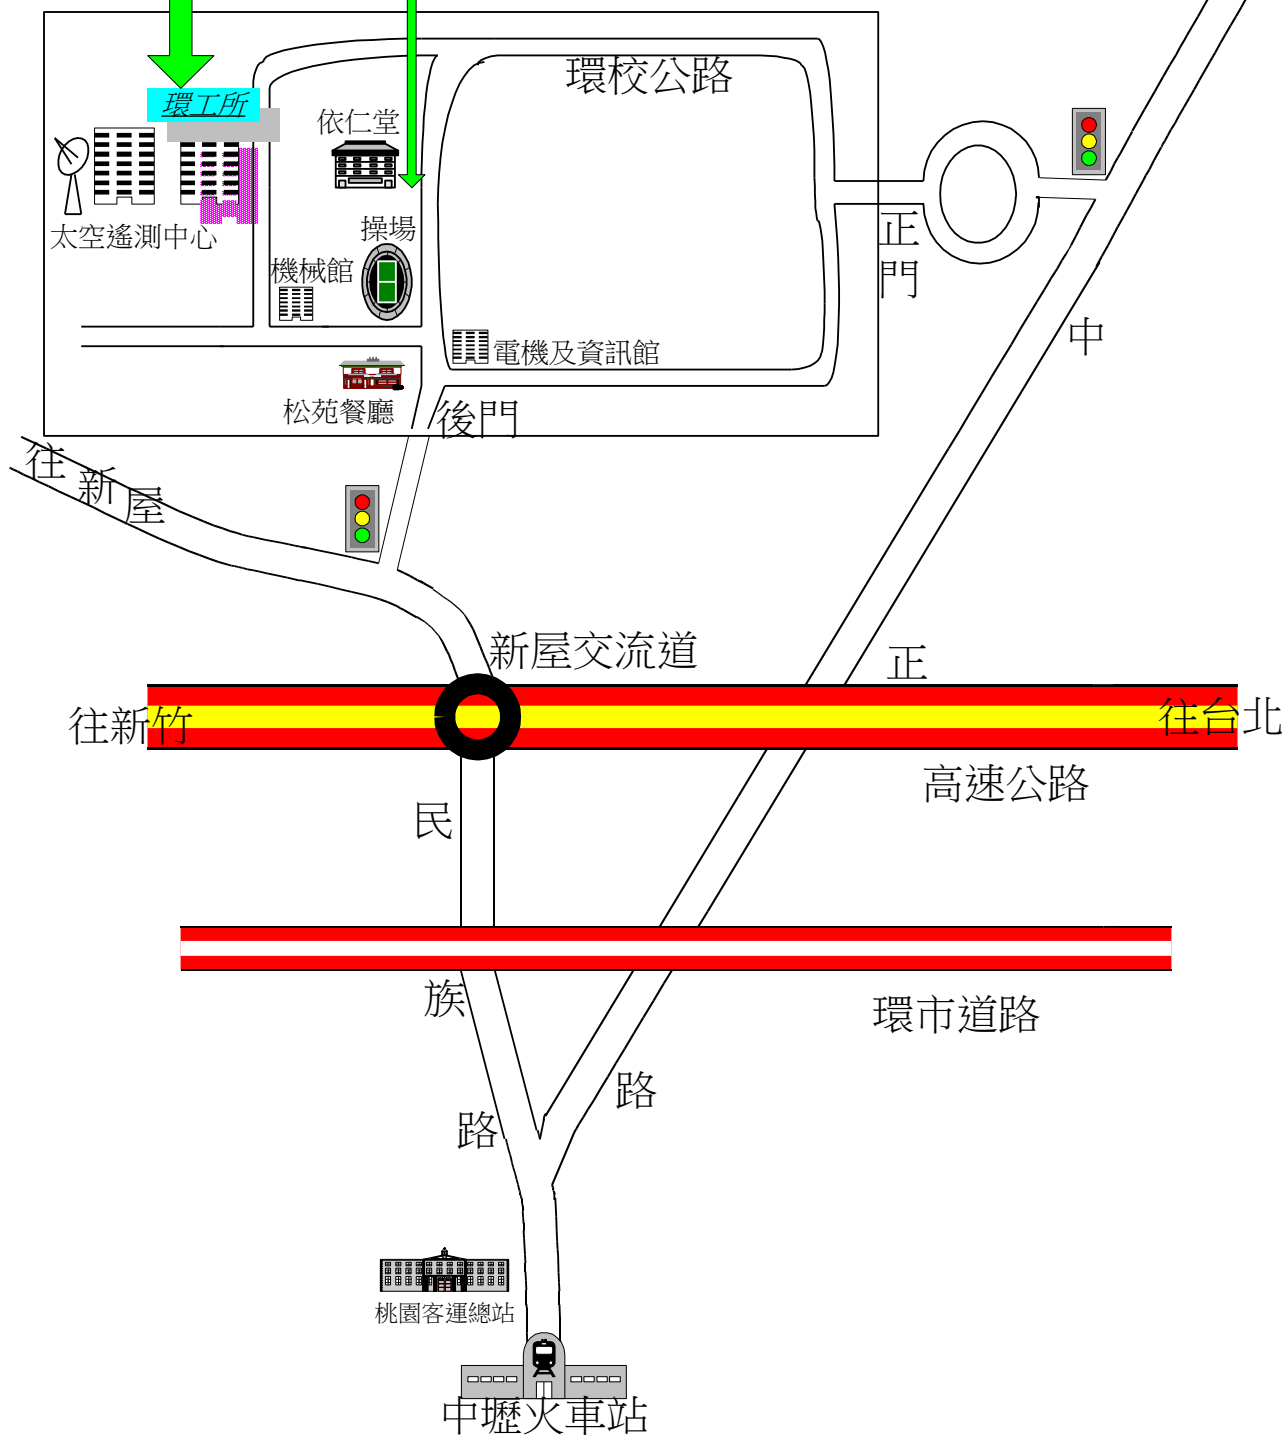 環校公路
環工所
依仁堂
太空遙測中心
操場
正門
機械館
中
電機及資訊館
松苑餐廳
後門
往新屋
新屋交流道
正
往新竹
往台北
高速公路
民
族
環市道路
路
路
桃園客運總站
中壢火車站